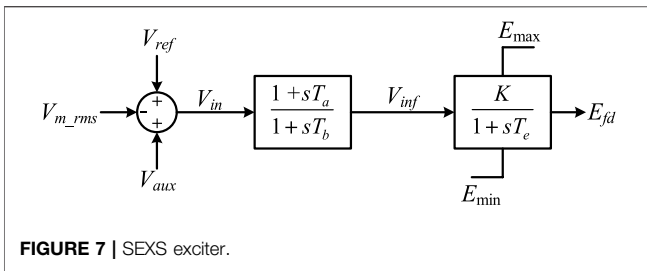 V_ref
E_max
V_m_rms
-
+
+
V_in
1+sT_a
1+sT_b
V_inf
K
1+sT_e
E_fd
V_aux
E_min
FIGURE 7 | SEXS exciter.